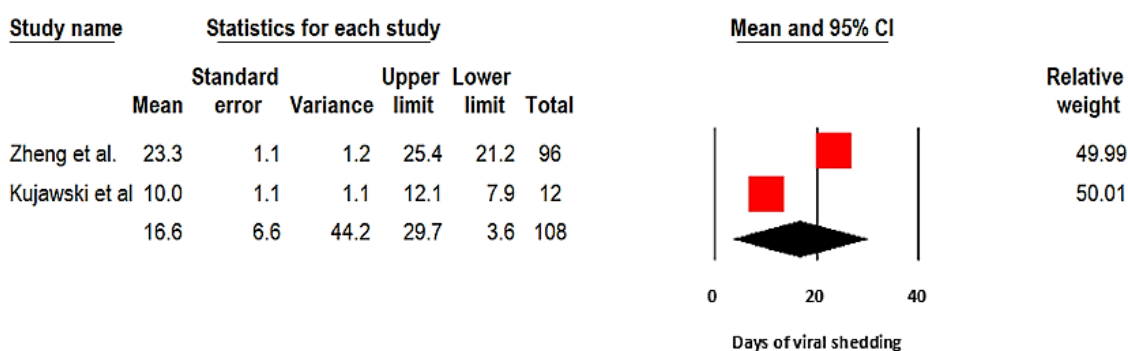 Study name Statistics for each study Mean and 95% CI
Standard Upper Lower Relative
Mean error Variance limit limit Total weight
Zheng et al. 23.3 1.1 1.2 25.4 21.2 96 49.99
Kujawski et al 10.0 1.1 1.1 12.1 7.9 12 50.01
16.6 6.6 44.2 29.7 3.6 108
0 20 40
Days of viral shedding